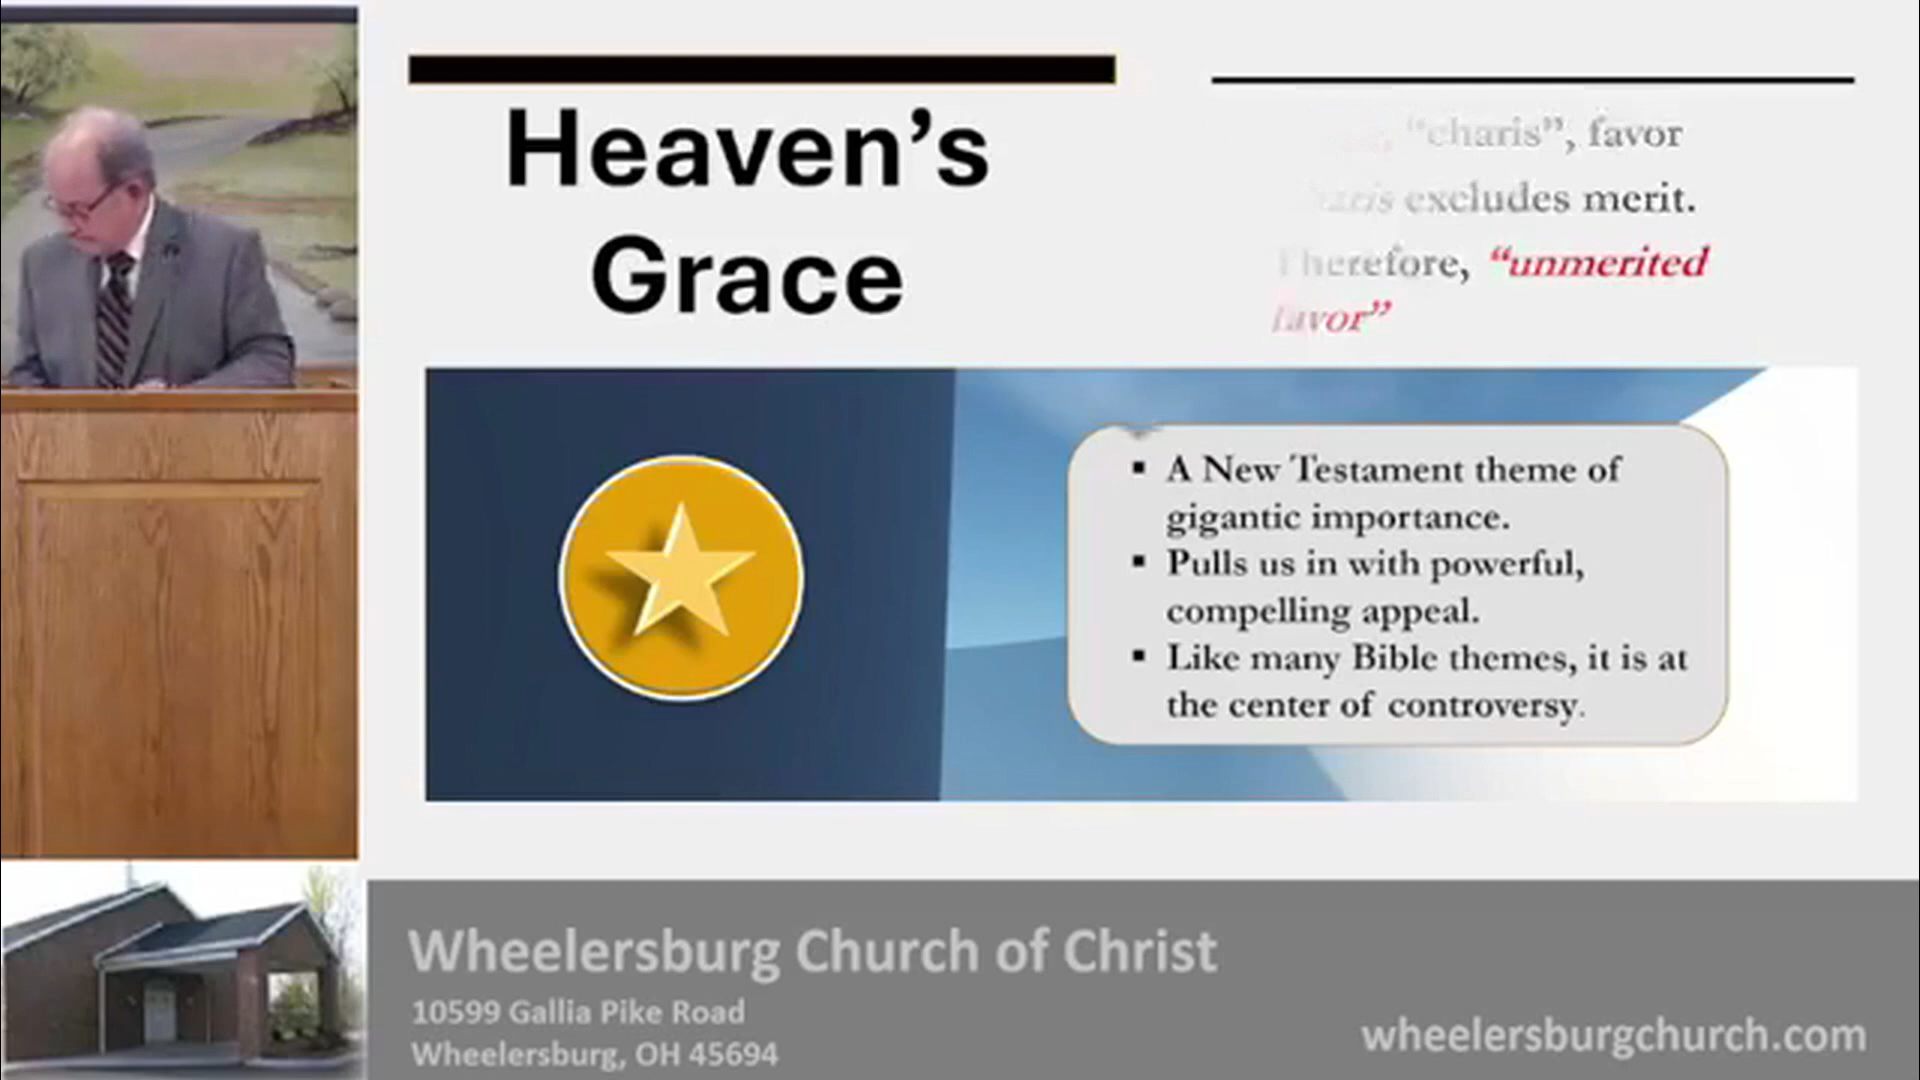 Heaven's
Grace
"charis", favor
excludes merit.
Therefore, "unmerited
favor"
▪ A New Testament theme of
gigantic importance.
▪ Pulls us in with powerful,
compelling appeal.
▪ Like many Bible themes, it is at
the center of controversy.
Wheelersburg Church of Christ
10599 Gallia Pike Road
Wheelersburg, OH 45694
wheelersburgchurch.com